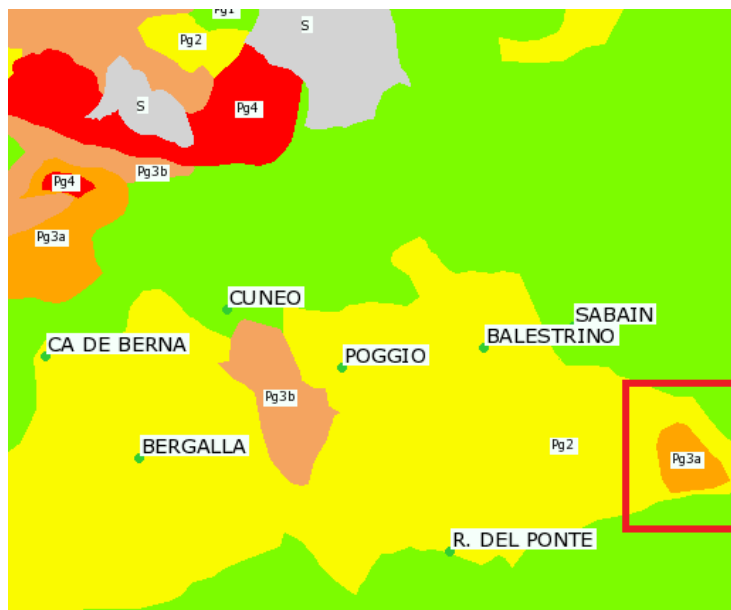 Pg1
S
Pg2
S
Pg4
Pg3b
Pg4
Pg3a
CUNEO
SABAIN
BALESTRINO
CA DE BERNA
POGGIO
Pg3b
BERGALLA
Pg2
Pg3a
R. DEL PONTE